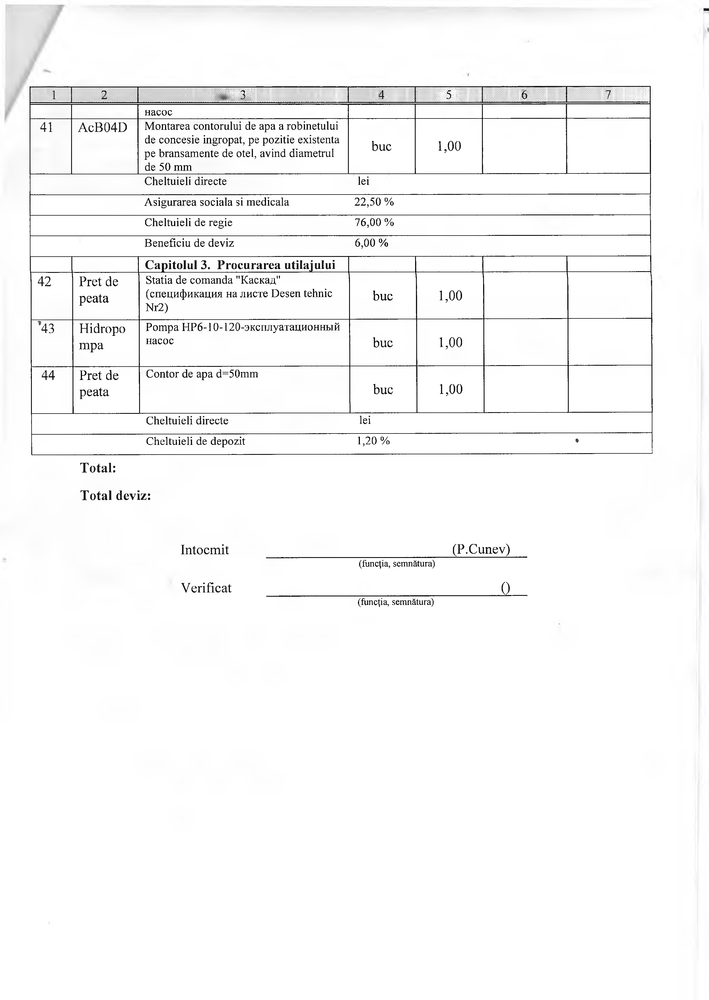 1 2 3 4 5 6 7
насос
41 AcB04D Montarea contorului de apa a robinetului
de concesie ingropat, pe pozitie existenta
pe bransamente de otel, avind diametrul
de 50 mm
buc 1,00
Cheltuieli directe lei
Asigurarea sociala si medicala 22,50 %
Cheltuieli de regie 76,00 %
Beneficiu de deviz 6,00 %
Capitolul 3. Procurarea utilajului
42 Pret de
peata
Statia de comanda "Каскад"
(спецификация на листе Desen tehnic
Nr2)
buc 1,00
43 Hidropo
mpa
Pompa HP6-10-120-эксплуатационный
насос
buc 1,00
44 Pret de
peata
Contor de apa d=50mm
buc 1,00
Cheltuieli directe lei
Cheltuieli de depozit 1,20 %
Total:
Total deviz:
Intocmit (P.Cunev)
(funcţia, semnătura)
Verificat ()
(funcţia, semnătura)